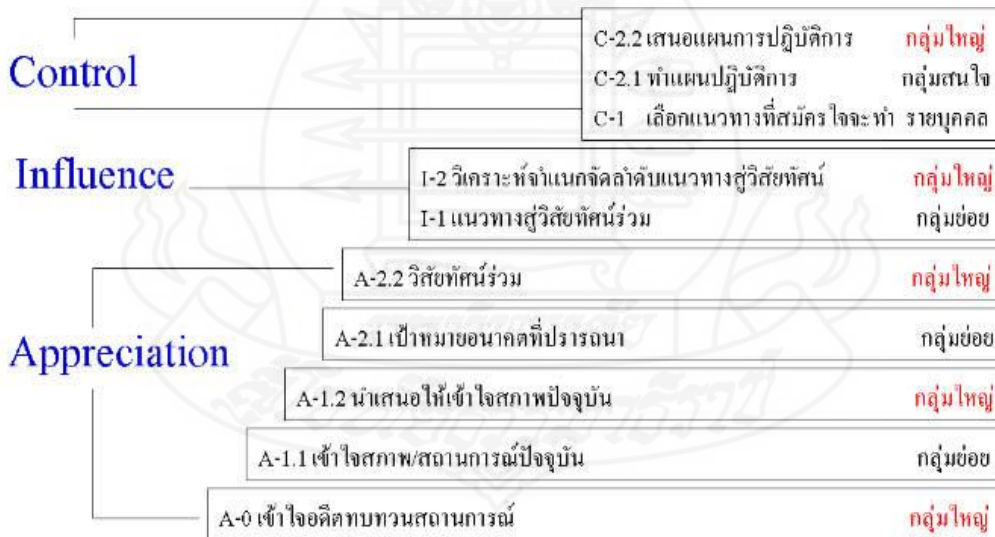 C-2.2 เสนอแผนการปฏิบัติการ กลุ่มใหญ่
Control
C-2.1 ทำแผนปฏิบัติการ กลุ่มสนใจ
C-1 เลือกแนวทางที่สมัครใจจะทำ รายบุคคล
Influence
I-2 วิเคราะห์จำแนกจัดลำดับแนวทางสู่วิสัยทัศน์ กลุ่มใหญ่
I-1 แนวทางสู่วิสัยทัศน์ร่วม กลุ่มย่อย
A-2.2 วิสัยทัศน์ร่วม กลุ่มใหญ่
A-2.1 เป้าหมายอนาคตที่ปรารถนา กลุ่มย่อย
Appreciation
A-1.2 นำเสนอให้เข้าใจสภาพปัจจุบัน กลุ่มใหญ่
A-1.1 เข้าใจสภาพ/สถานการณ์ปัจจุบัน กลุ่มย่อย
A-0 เข้าใจอดีตทบทวนสถานการณ์ กลุ่มใหญ่